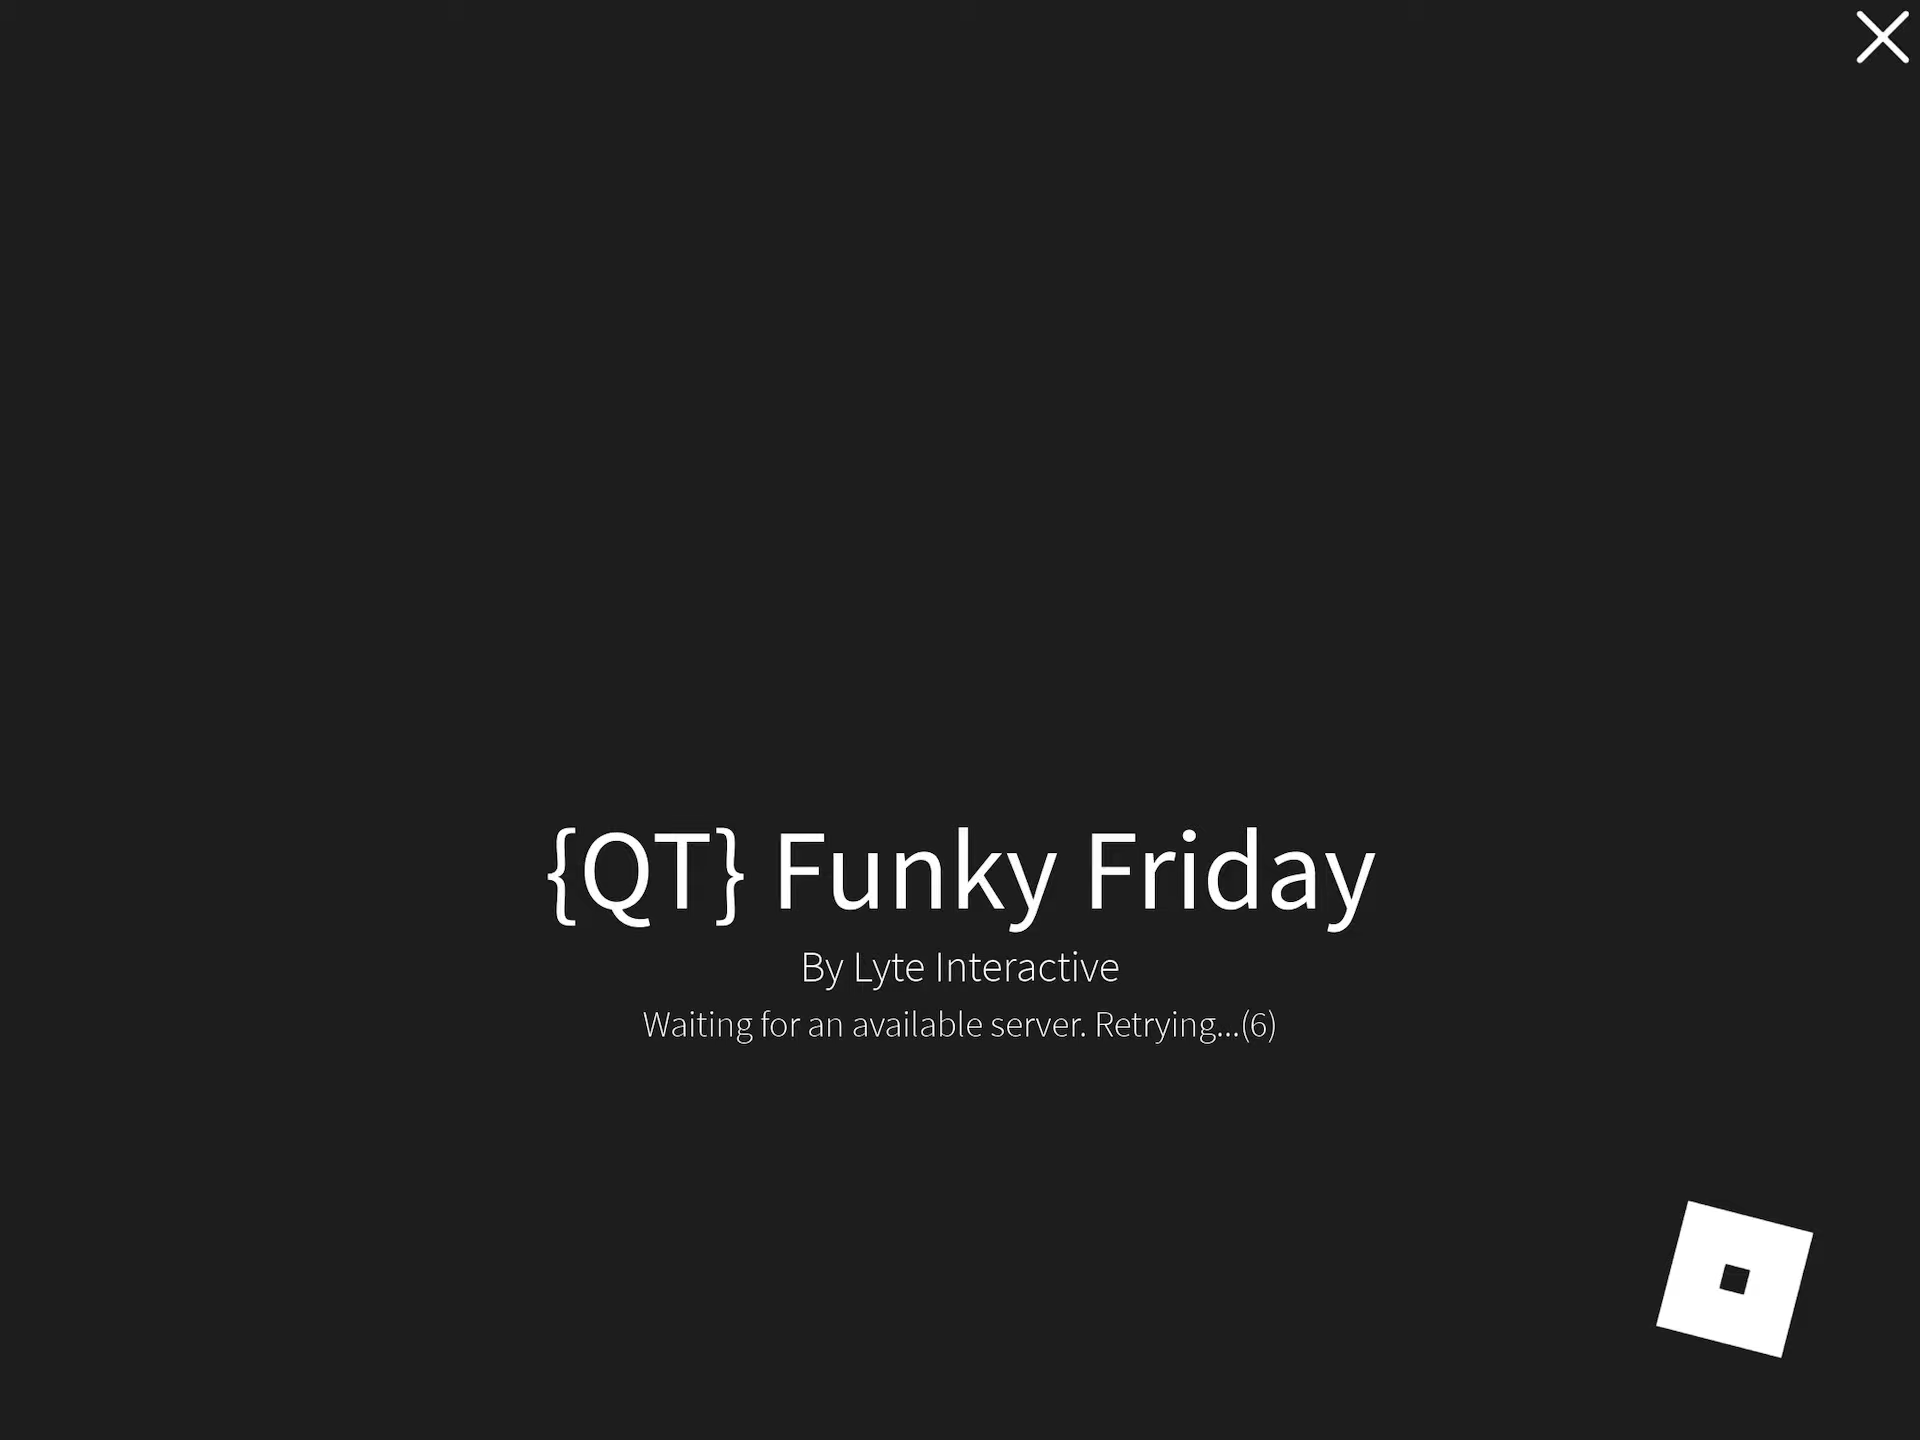 {QT} Funky Friday
By Lyte Interactive
Waiting for an available server. Retrying...(6)